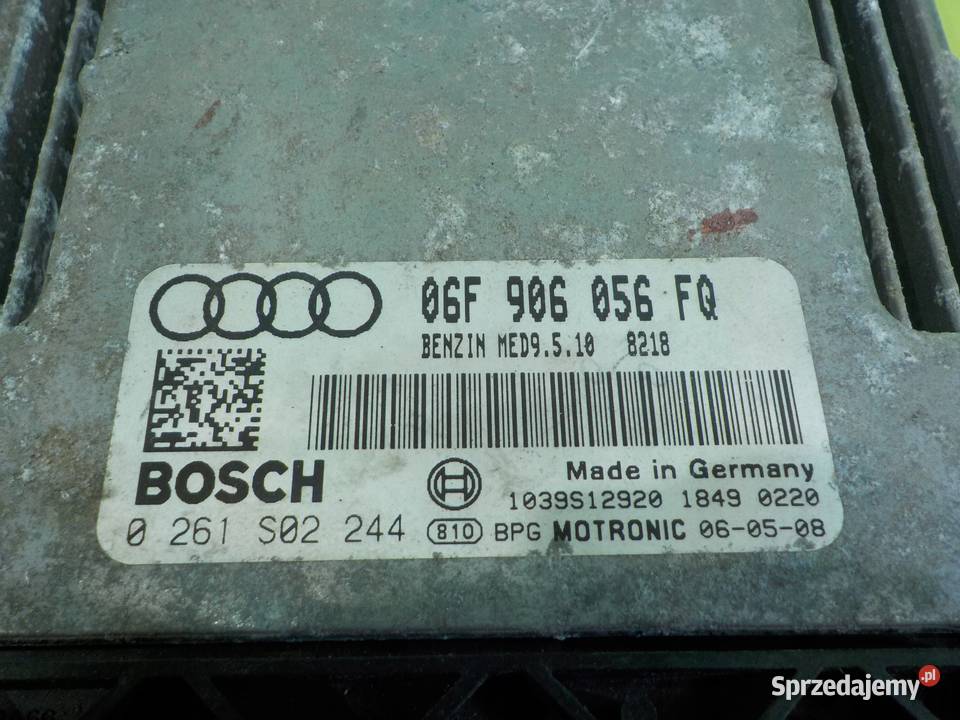 06F 906 056 FQ
BENZIN MED9.5.10 8218
BOSCH
Made in Germany
1039S12920 1849 0220
0 261 S02 244 810 BPG MOTRONIC 06-05-08
Sprzedajemy.pl